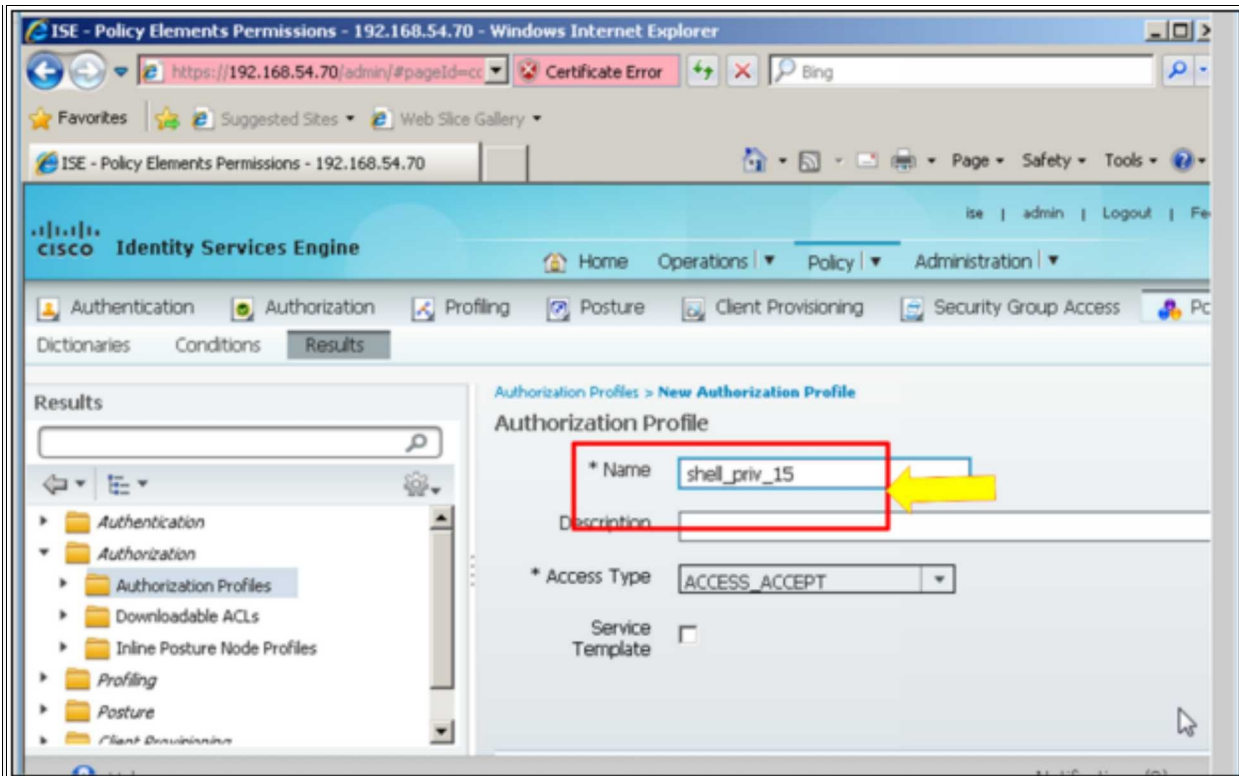 ISE - Policy Elements Permissions - 192.168.54.70 - Windows Internet Explorer
https://192.168.54.70/admin/#pageId=cc Certificate Error Bing
Favorites Suggested Sites Web Slice Gallery
ISE - Policy Elements Permissions - 192.168.54.70 Page Safety Tools
ise | admin | Logout |
cisco Identity Services Engine
Home Operations | Policy | Administration |
Authentication Authorization Profiling Posture Client Provisioning Security Group Access
Dictionaries Conditions Results
Results
Authentication
Authorization
Authorization Profiles
Downloadable ACLs
Inline Posture Node Profiles
Profiling
Posture
Client Provisioning
Authorization Profiles > New Authorization Profile
Authorization Profile
* Name shell_priv_15
Description
* Access Type ACCESS_ACCEPT
Service
Template